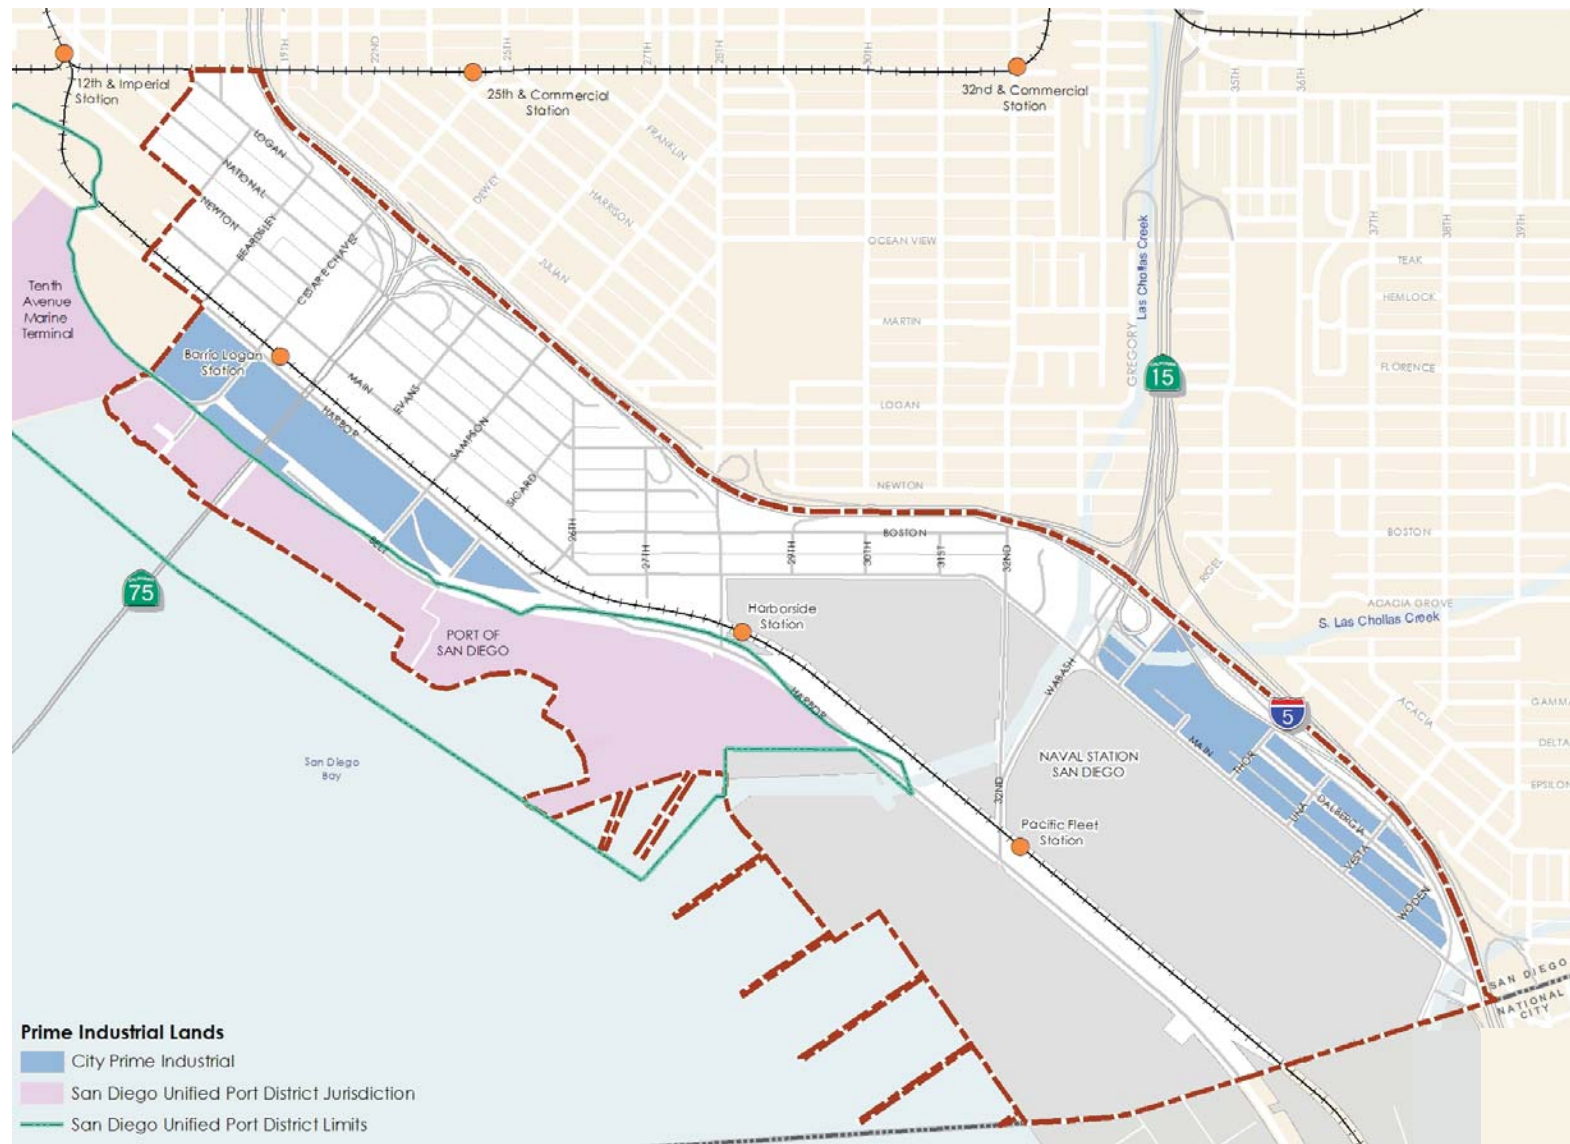 19TH
22ND
25TH
27TH
28TH
30TH
35TH
36TH
12th & Imperial
Station
25th & Commercial
Station
32nd & Commercial
Station
LOGAN
NATIONAL
NEWTON
BEARDSLEY
CESAR E CHAVEZ
FRANKLIN
DEWEY
HARRISON
JULIAN
OCEAN VIEW
MARTIN
LOGAN
NEWTON
BOSTON
GREGORY
Las Chollas Creek
37TH
38TH
39TH
TEAK
HEMLOCK
FLORENCE
BOSTON
15
Tenth
Avenue
Marine
Terminal
Barrio Logan
Station
MAIN
EVANS
HARBOR
SAMPSON
SICARD
26TH
27TH
29TH
30TH
31ST
32ND
BELT
75
RIGEL
ACACIA GROVE
S. Las Chollas Creek
Harborside
Station
PORT OF
SAN DIEGO
HARBOR
WABASH
ACACIA
GAMMA
DELTA
EPSILON
5
San Diego
Bay
NAVAL STATION
SAN DIEGO
MAIN
THOR
UNA
DALBERGIA
VESTA
WODEN
32ND
Pacific Fleet
Station
SAN DIEGO
NATIONAL
CITY
Prime Industrial Lands
City Prime Industrial
San Diego Unified Port District Jurisdiction
San Diego Unified Port District Limits